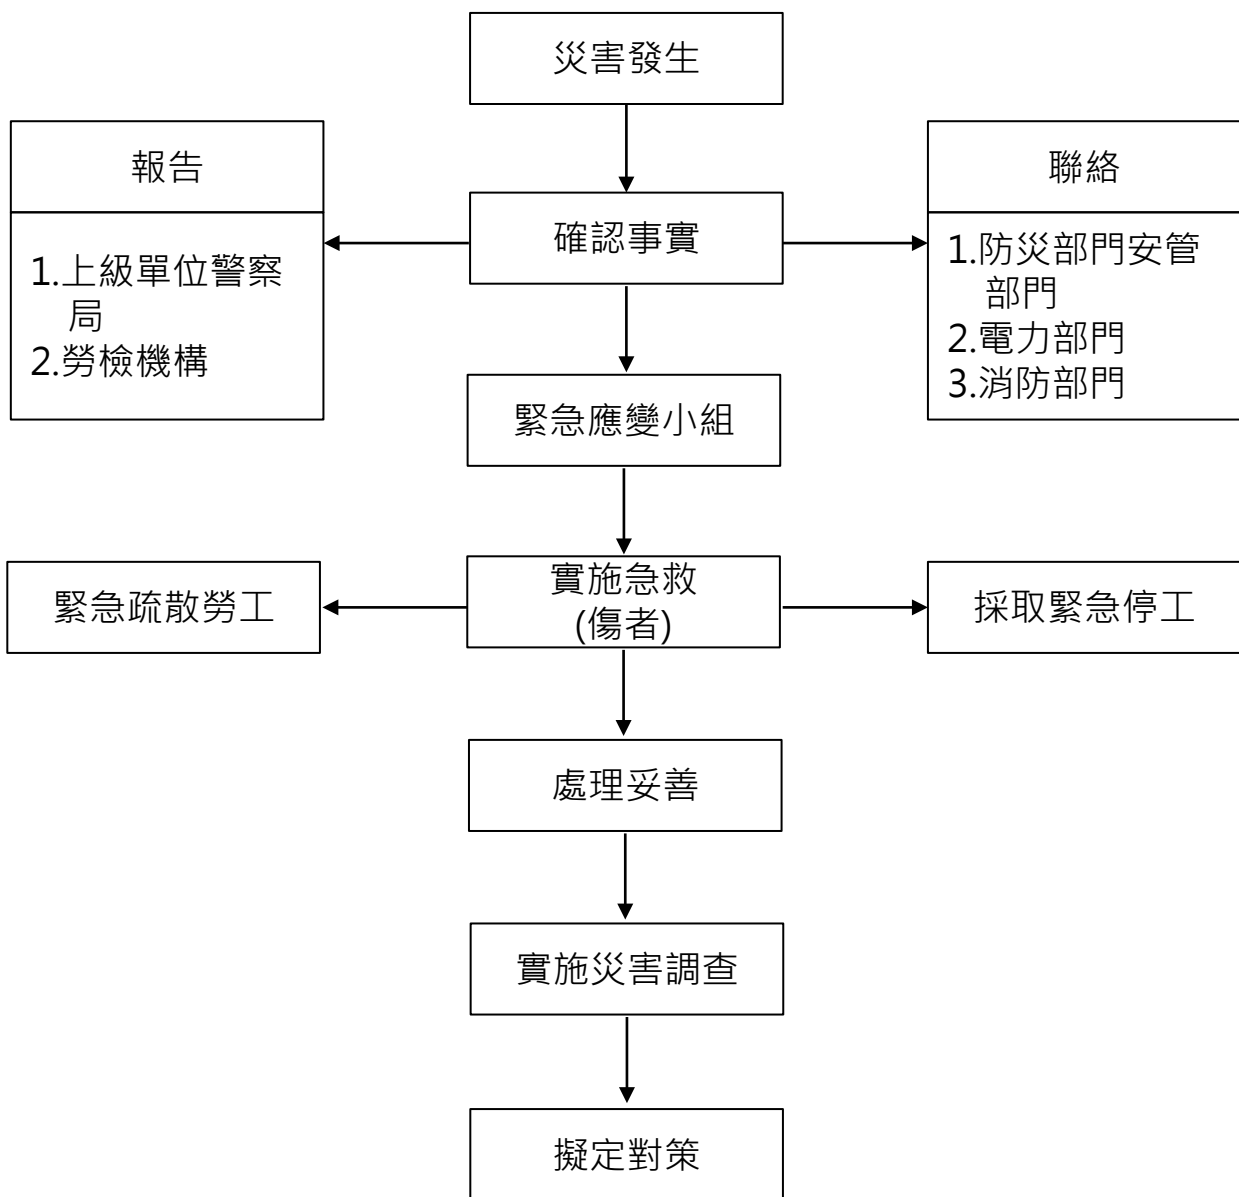 災害發生
報告
1.上級單位警察
局
2.勞檢機構
確認事實
聯絡
1.防災部門安管
部門
2.電力部門
3.消防部門
緊急應變小組
緊急疏散勞工
實施急救
(傷者)
採取緊急停工
處理妥善
實施災害調查
擬定對策